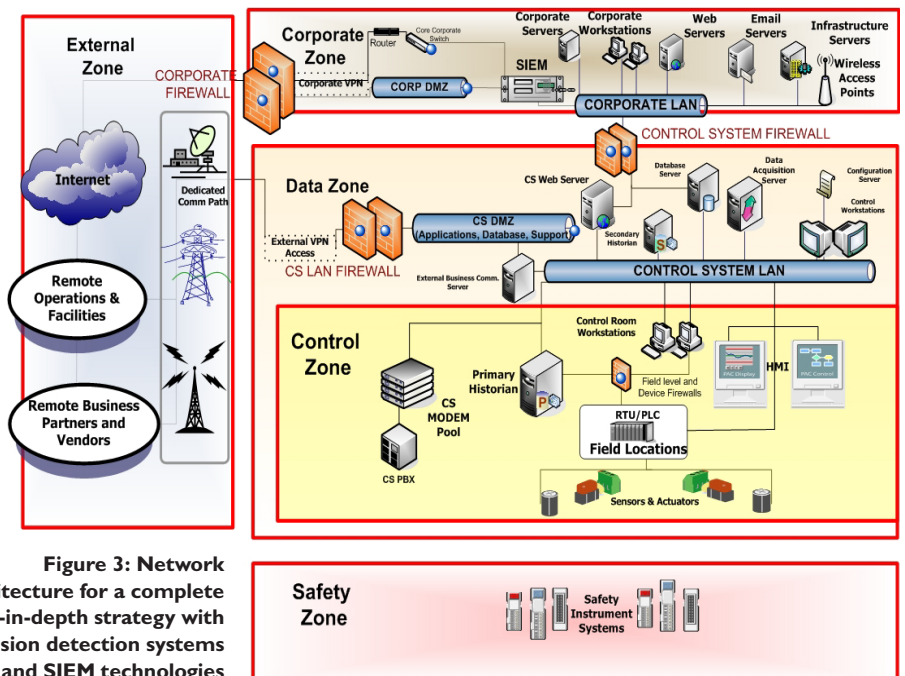 External
Zone
CORPORATE
FIREWALL
Internet
Dedicated
Comm Path
Remote
Operations &
Facilities
Remote Business
Partners and
Vendors
Corporate
Zone
Router
Core Corporate
Switch
Corporate VPN
CORP DMZ
SIEM
Corporate
Servers
Corporate
Workstations
Web
Servers
Email
Servers
Infrastructure
Servers
Wireless
Access
Points
CORPORATE LAN
CONTROL SYSTEM FIREWALL
Data Zone
External VPN
Access
CS LAN FIREWALL
CS DMZ
(Applications, Database, Support)
CS Web Server
Database
Server
Data
Acquisition
Server
Configuration
Server
Control
Workstations
Secondary
Historian
S
External Business Comm.
Server
CONTROL SYSTEM LAN
Control
Zone
CS
MODEM
Pool
CS PBX
Primary
Historian
P
Control Room
Workstations
Field level and
Device Firewalls
PAC Display
HMI
PAC Control
RTU/PLC
Field Locations
Sensors & Actuators
Figure 3: Network
itecture for a complete
-in-depth strategy with
sion detection systems
and SIEM technologies
Safety
Zone
Safety
Instrument
Systems